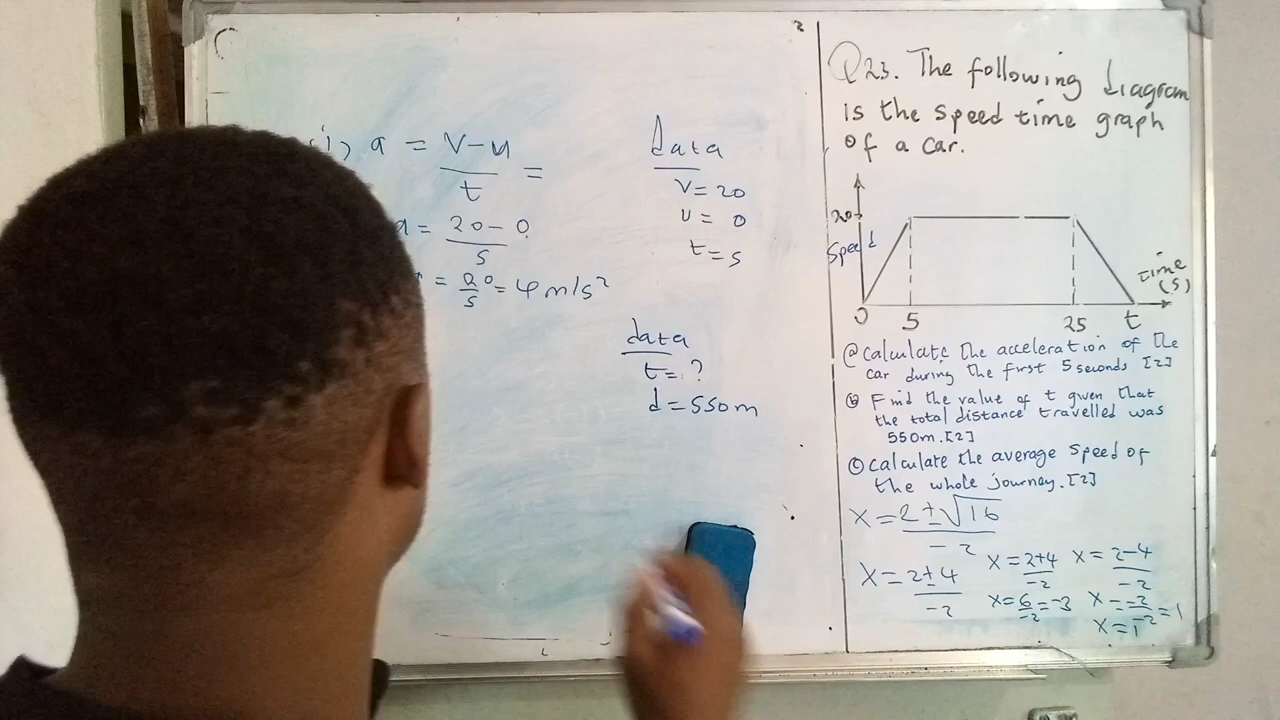 i) a = v-u =
t
a = 20-0
5
= 20 = 4 m/s²
5
data
v = 20
u = 0
t = 5
data
t = ?
d = 550m
Q23. The following diagram
is the speed time graph
of a car.
20
Speed
time
(s)
0 5 25 t
(a) Calculate the acceleration of the
car during the first 5 seconds [2]
(b) Find the value of t given that
the total distance travelled was
550m. [2]
(c) Calculate the average speed of
the whole journey. [2]
x = 2 ± √16
-2
x = 2 ± 4
-2
x = 2+4
-2
x = 6 = -3
-2
x = 2-4
-2
x = -2 = 1
-2
x = 1